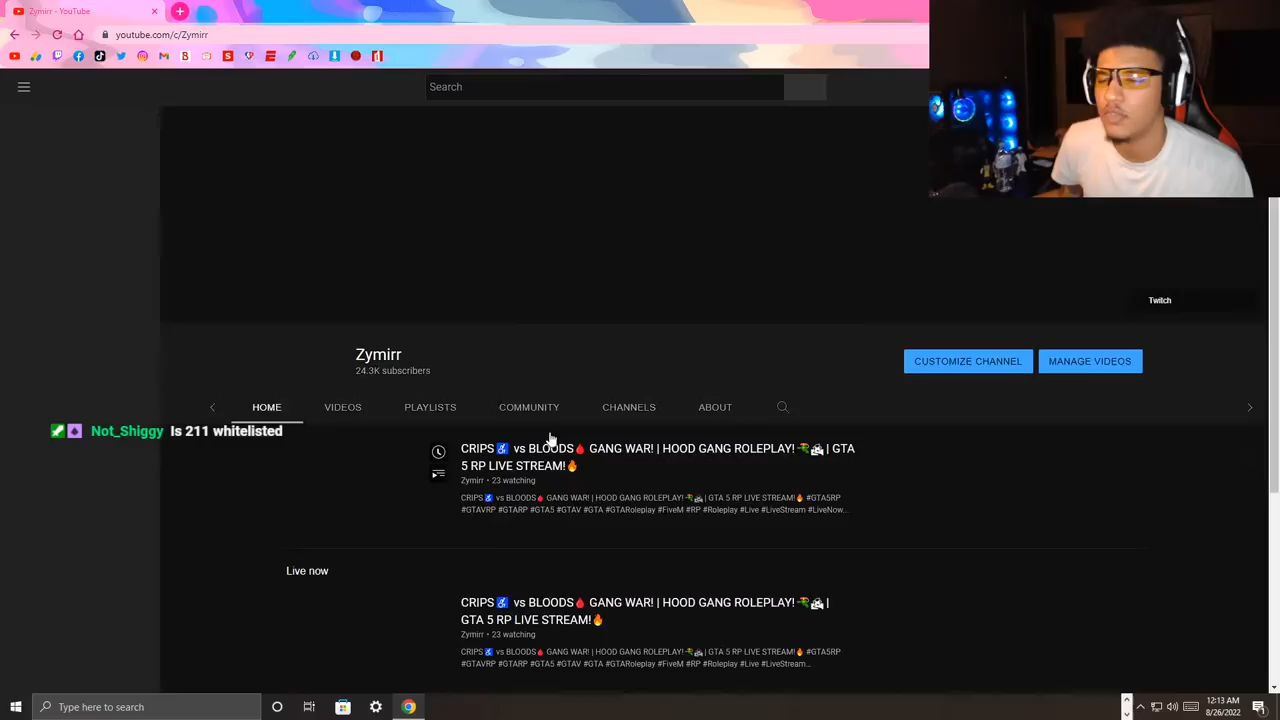 Zymirr - YouTube
youtube.com/c/Zymirr
Search
Twitch
Zymirr
24.3K subscribers
CUSTOMIZE CHANNEL
MANAGE VIDEOS
HOME
VIDEOS
PLAYLISTS
COMMUNITY
CHANNELS
ABOUT
Not_Shiggy Is 211 whitelisted
CRIPS♿ vs BLOODS🩸 GANG WAR! | HOOD GANG ROLEPLAY!🔫 | GTA
5 RP LIVE STREAM!🔥
Zymirr • 23 watching
CRIPS♿ vs BLOODS🩸 GANG WAR! | HOOD GANG ROLEPLAY!🔫 | GTA 5 RP LIVE STREAM!🔥 #GTA5RP
#GTAVRP #GTARP #GTA5 #GTAV #GTA #GTARoleplay #FiveM #RP #Roleplay #Live #LiveStream #LiveNow...
Live now
CRIPS♿ vs BLOODS🩸 GANG WAR! | HOOD GANG ROLEPLAY!🔫 |
GTA 5 RP LIVE STREAM!🔥
Zymirr • 23 watching
CRIPS♿ vs BLOODS🩸 GANG WAR! | HOOD GANG ROLEPLAY!🔫 | GTA 5 RP LIVE STREAM!🔥 #GTA5RP
#GTAVRP #GTARP #GTA5 #GTAV #GTA #GTARoleplay #FiveM #RP #Roleplay #Live #LiveStream...
Type here to search
12:13 AM
8/26/2022